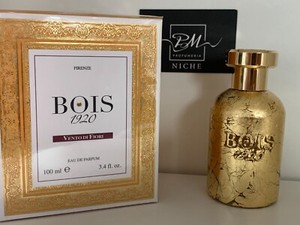 FIRENZE
BOIS
1920
VENTO DI FIORI
EAU DE PARFUM
100 ml ℮ 3.4 fl. oz.
BM
PROFUMERIA
NICHE
BOIS
1920